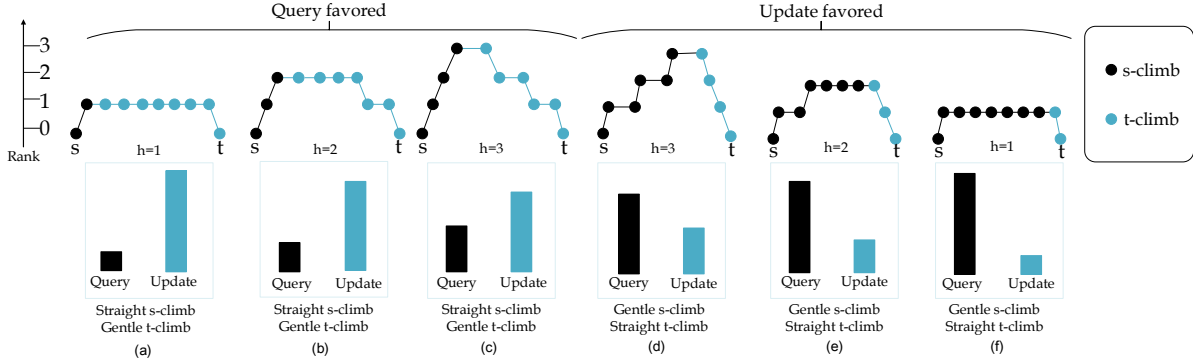 Query favored
Update favored
3
2
1
0
Rank
s
h=1
t
s
h=2
t
s
h=3
t
s
h=3
t
s
h=2
t
s
h=1
t
s-climb
t-climb
Query Update
Query Update
Query Update
Query Update
Query Update
Query Update
Straight s-climb
Gentle t-climb
(a)
Straight s-climb
Gentle t-climb
(b)
Straight s-climb
Gentle t-climb
(c)
Gentle s-climb
Straight t-climb
(d)
Gentle s-climb
Straight t-climb
(e)
Gentle s-climb
Straight t-climb
(f)